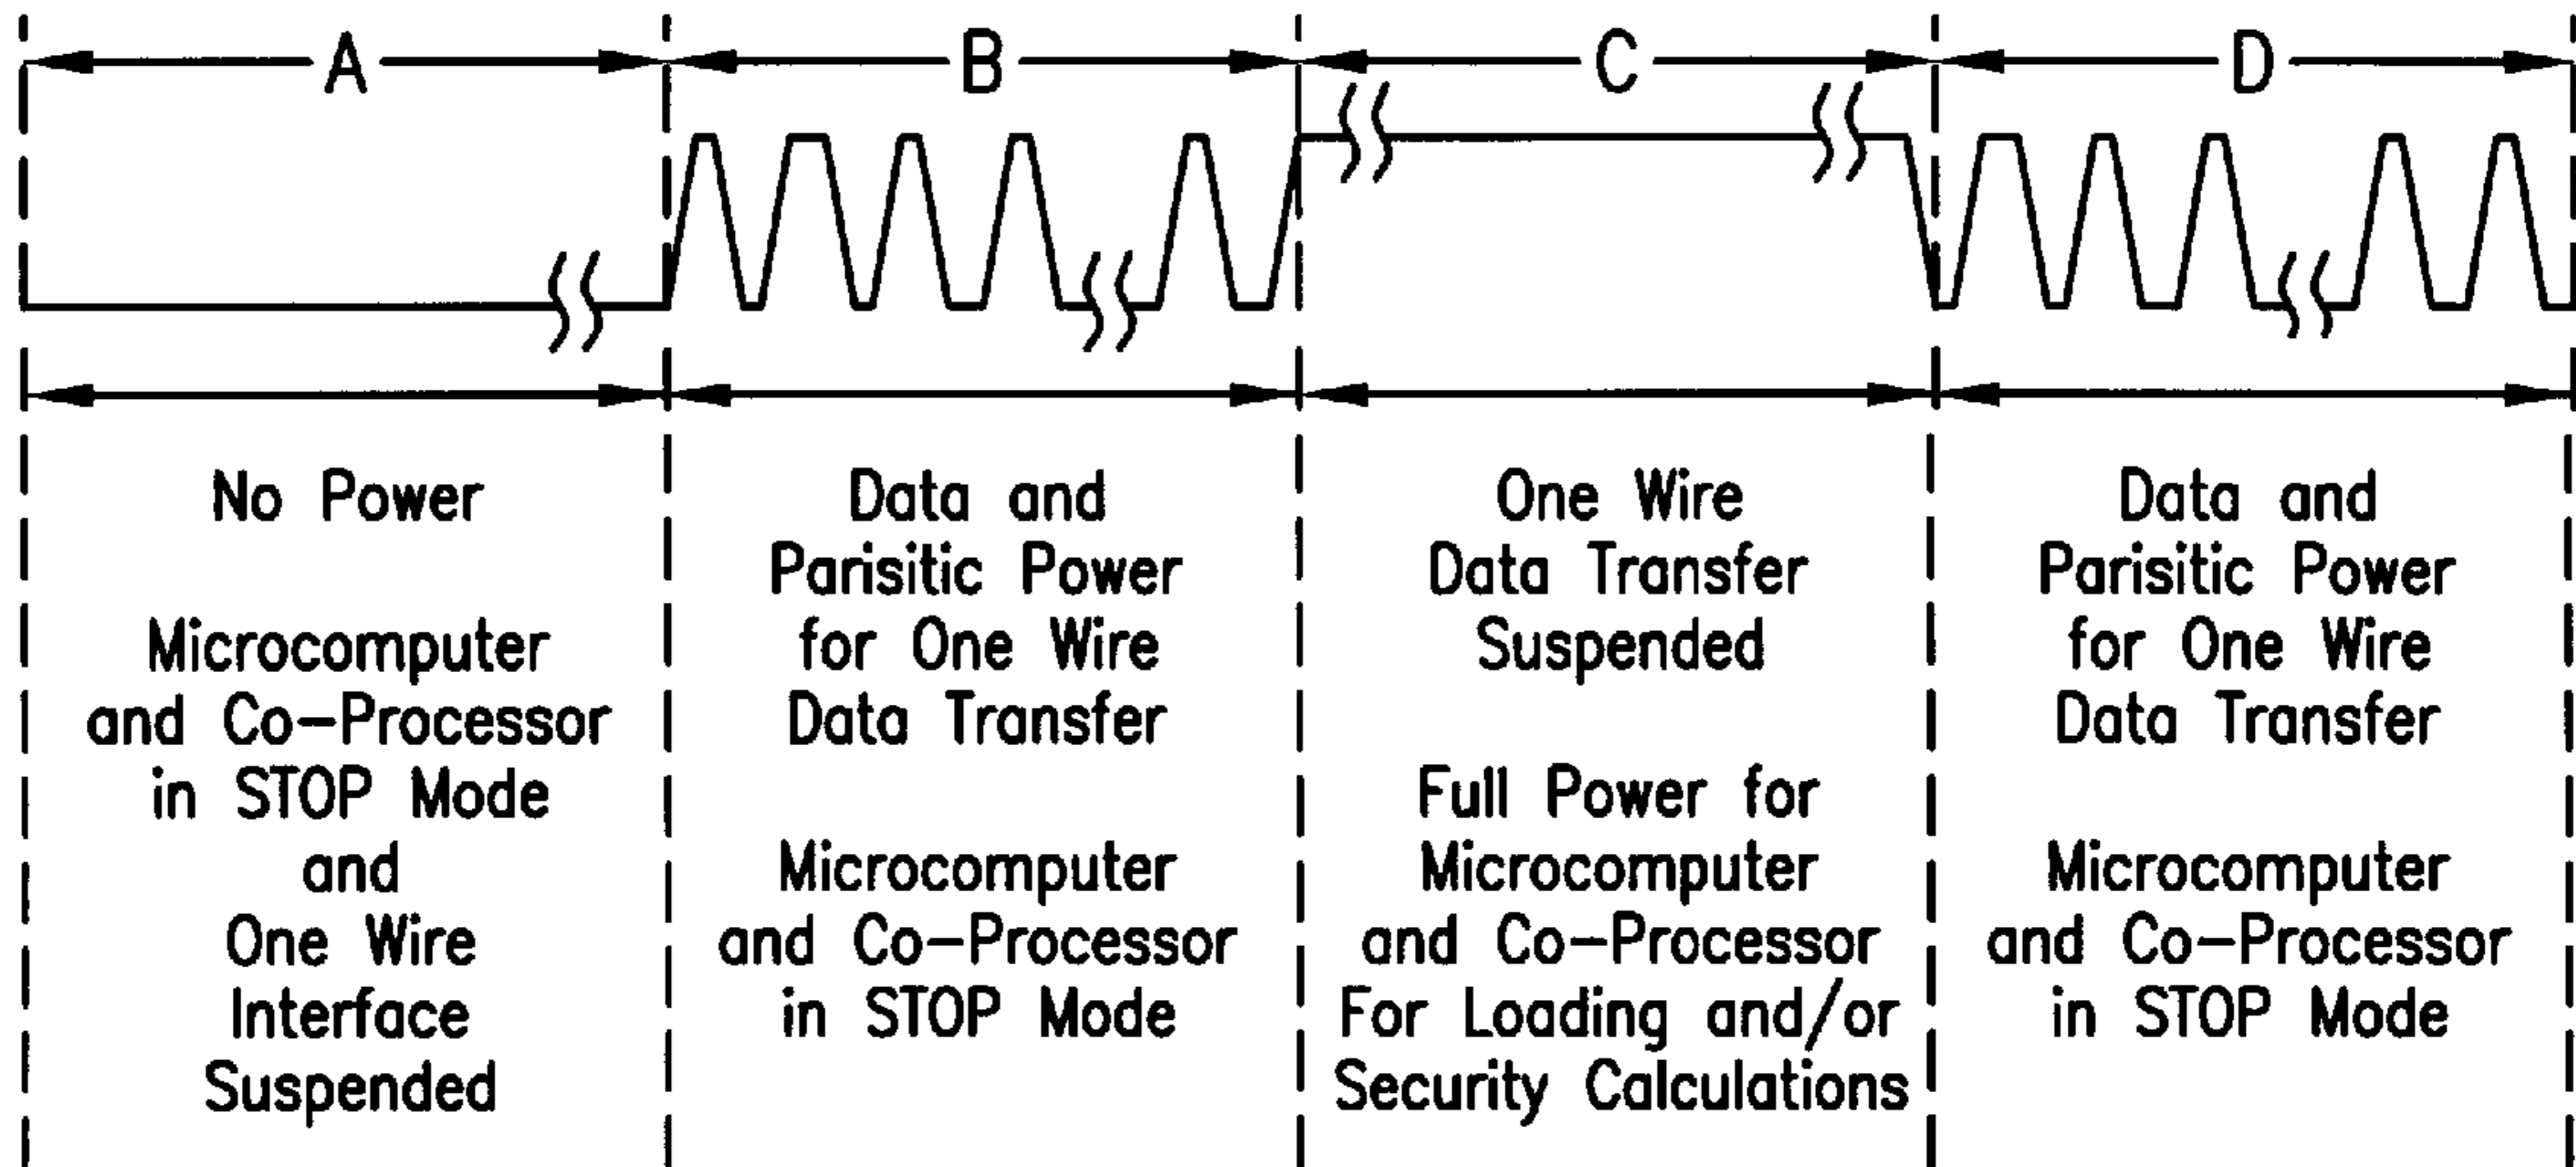 A
B
C
D
No Power
Microcomputer
and Co-Processor
in STOP Mode
and
One Wire
Interface
Suspended
Data and
Parisitic Power
for One Wire
Data Transfer
Microcomputer
and Co-Processor
in STOP Mode
One Wire
Data Transfer
Suspended
Full Power for
Microcomputer
and Co-Processor
For Loading and/or
Security Calculations
Data and
Parisitic Power
for One Wire
Data Transfer
Microcomputer
and Co-Processor
in STOP Mode